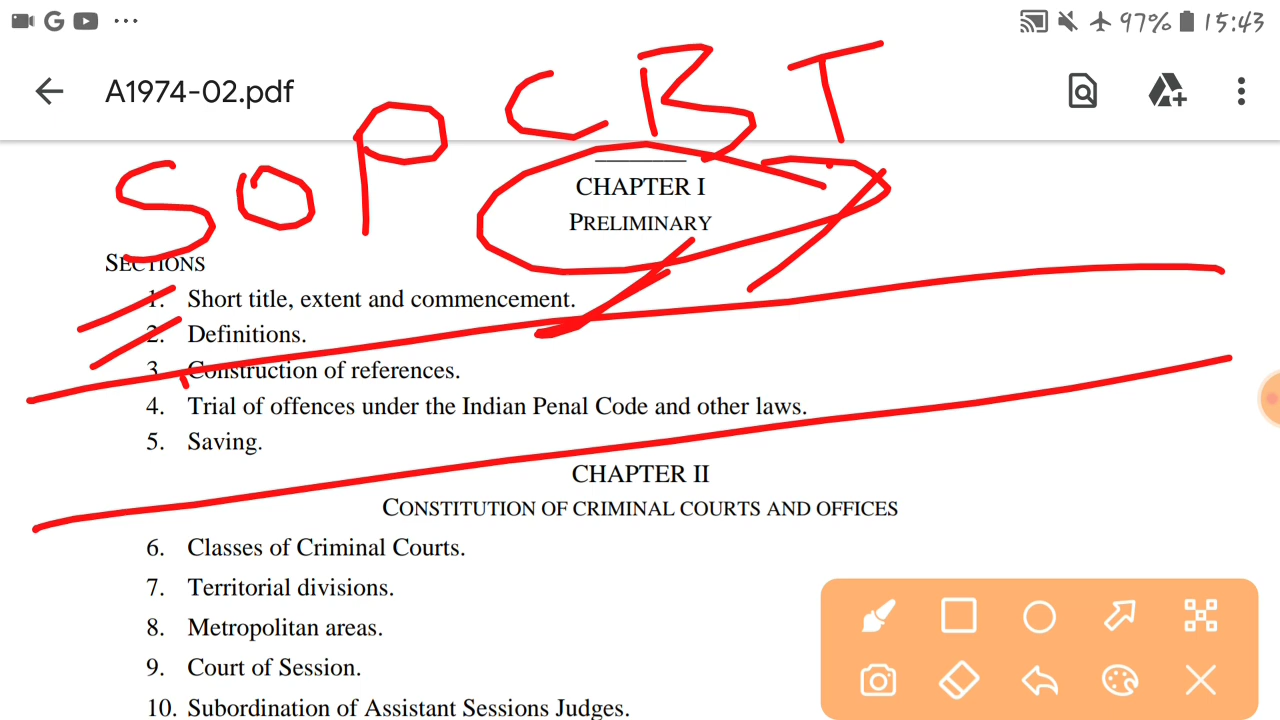 97% 15:43
A1974-02.pdf
SOP CBT
CHAPTER I
PRELIMINARY
SECTIONS
1. Short title, extent and commencement.
2. Definitions.
3. Construction of references.
4. Trial of offences under the Indian Penal Code and other laws.
5. Saving.
CHAPTER II
CONSTITUTION OF CRIMINAL COURTS AND OFFICES
6. Classes of Criminal Courts.
7. Territorial divisions.
8. Metropolitan areas.
9. Court of Session.
10. Subordination of Assistant Sessions Judges.